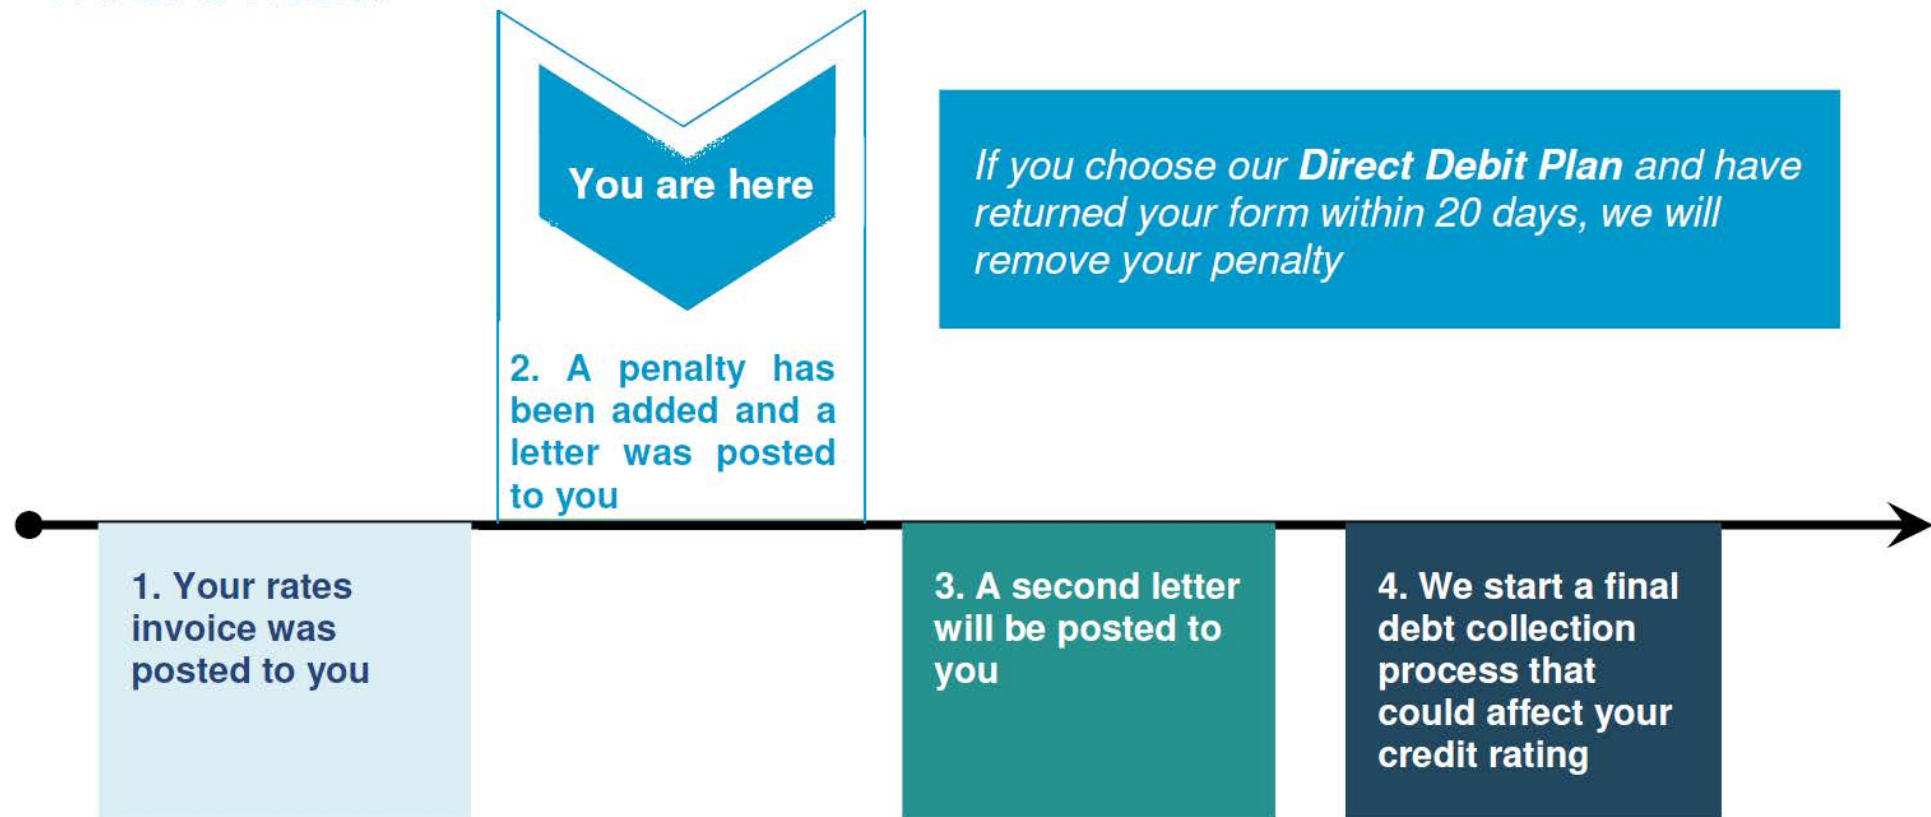 You are here
If you choose our Direct Debit Plan and have
returned your form within 20 days, we will
remove your penalty
2. A penalty has
been added and a
letter was posted
to you
1. Your rates
invoice was
posted to you
3. A second letter
will be posted to
you
4. We start a final
debt collection
process that
could affect your
credit rating